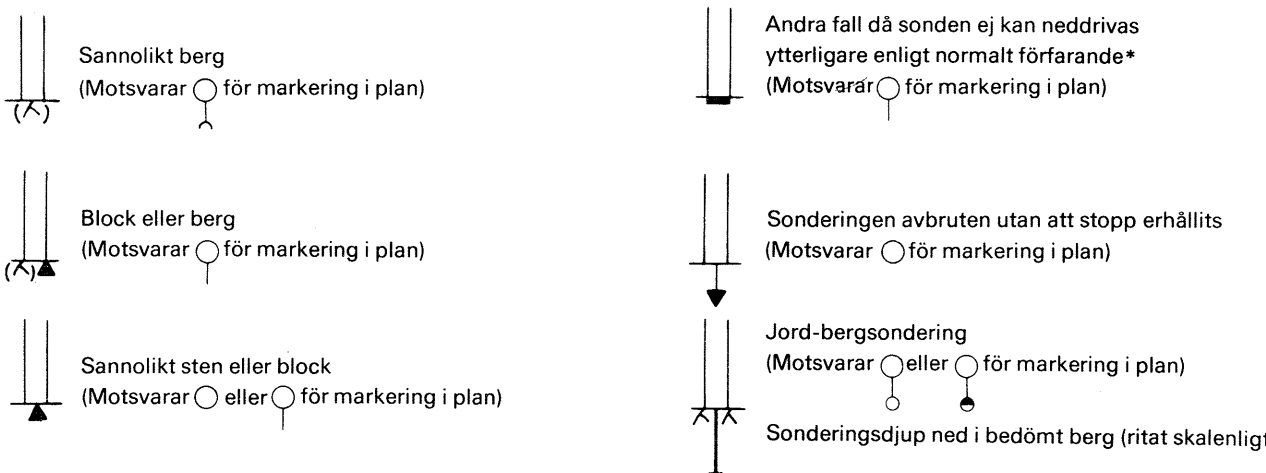 Sannolikt berg
(Motsvarar för markering i plan)
Block eller berg
(Motsvarar för markering i plan)
Sannolikt sten eller block
(Motsvarar eller för markering i plan)
Andra fall då sonden ej kan neddrivas
ytterligare enligt normalt förfarande*
(Motsvarar för markering i plan)
Sonderingen avbruten utan att stopp erhållits
(Motsvarar för markering i plan)
Jord-bergsondering
(Motsvarar eller för markering i plan)
Sonderingsdjup ned i bedömt berg (ritat skalenligt